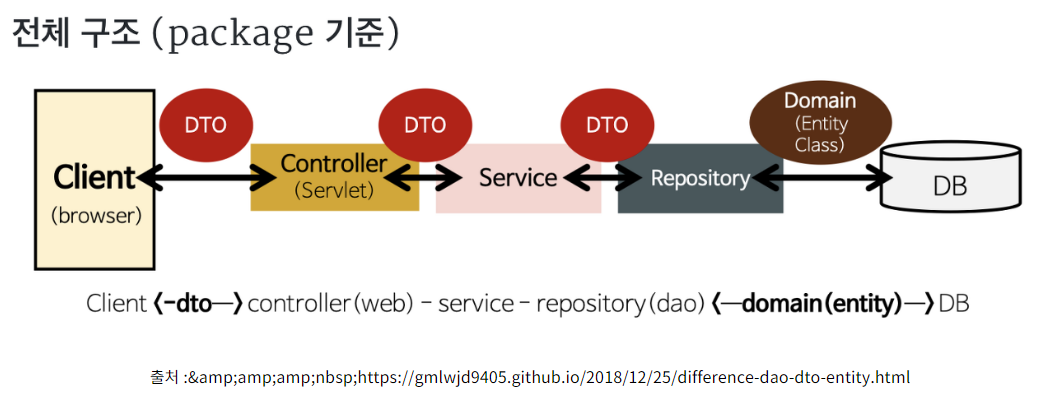 전체 구조 (package 기준)
DTO
DTO
DTO
Domain
(Entity
Class)
Client
(browser)
Controller
(Servlet)
Service
Repository
DB
Client <-dto—> controller(web) - service - repository(dao) <—domain(entity)—> DB
출처 :&amp;amp;amp;nbsp;https://gmlwjd9405.github.io/2018/12/25/difference-dao-dto-entity.html